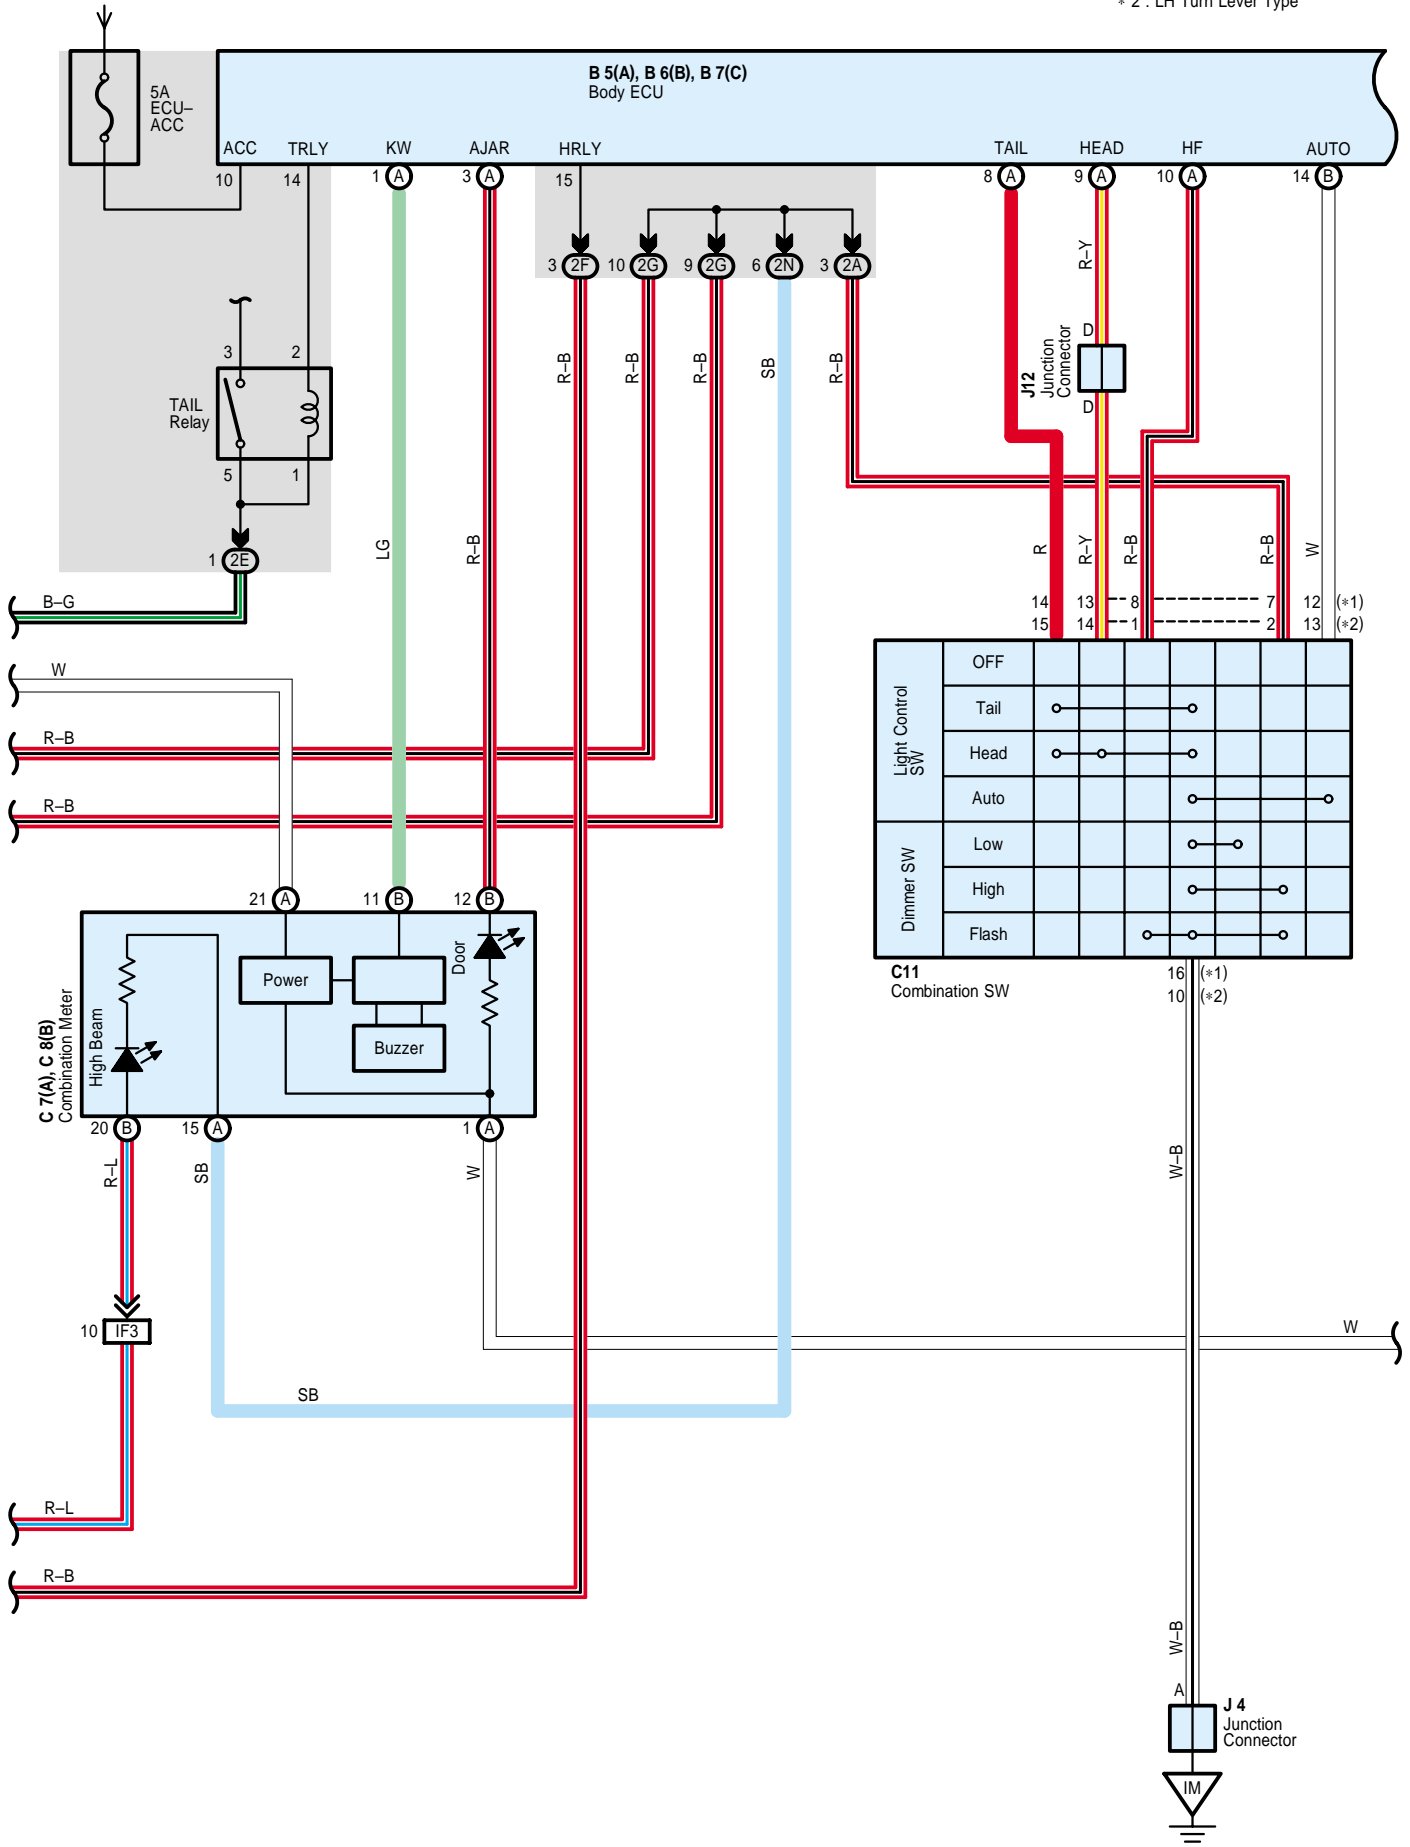 * 2 : LH Turn Lever Type
5A
ECU–
ACC
B 5(A), B 6(B), B 7(C)
Body ECU
ACC
TRLY
KW
AJAR
HRLY
TAIL
HEAD
HF
AUTO
10
14
1 A
3 A
15
8 A
9 A
10 A
14 B
3 2F
10 2G
9 2G
6 2N
3 2A
R–Y
D
J12
Junction
Connector
D
3
2
TAIL
Relay
5
1
R–B
R–B
R–B
SB
R–B
1 2E
LG
R–B
R
R–Y
R–B
R–B
W
B–G
14
13
8
7
12
(*1)
15
14
1
2
13
(*2)
W
R–B
R–B
Light Control
SW
OFF
Tail
Head
Auto
Dimmer SW
Low
High
Flash
C11
Combination SW
16 (*1)
10 (*2)
21 A
11 B
12 B
Power
Buzzer
Door
High Beam
C 7(A), C 8(B)
Combination Meter
20 B
15 A
1 A
R–L
SB
W
W–B
10 IF3
W
SB
R–L
R–B
W–B
A
J 4
Junction
Connector
IM